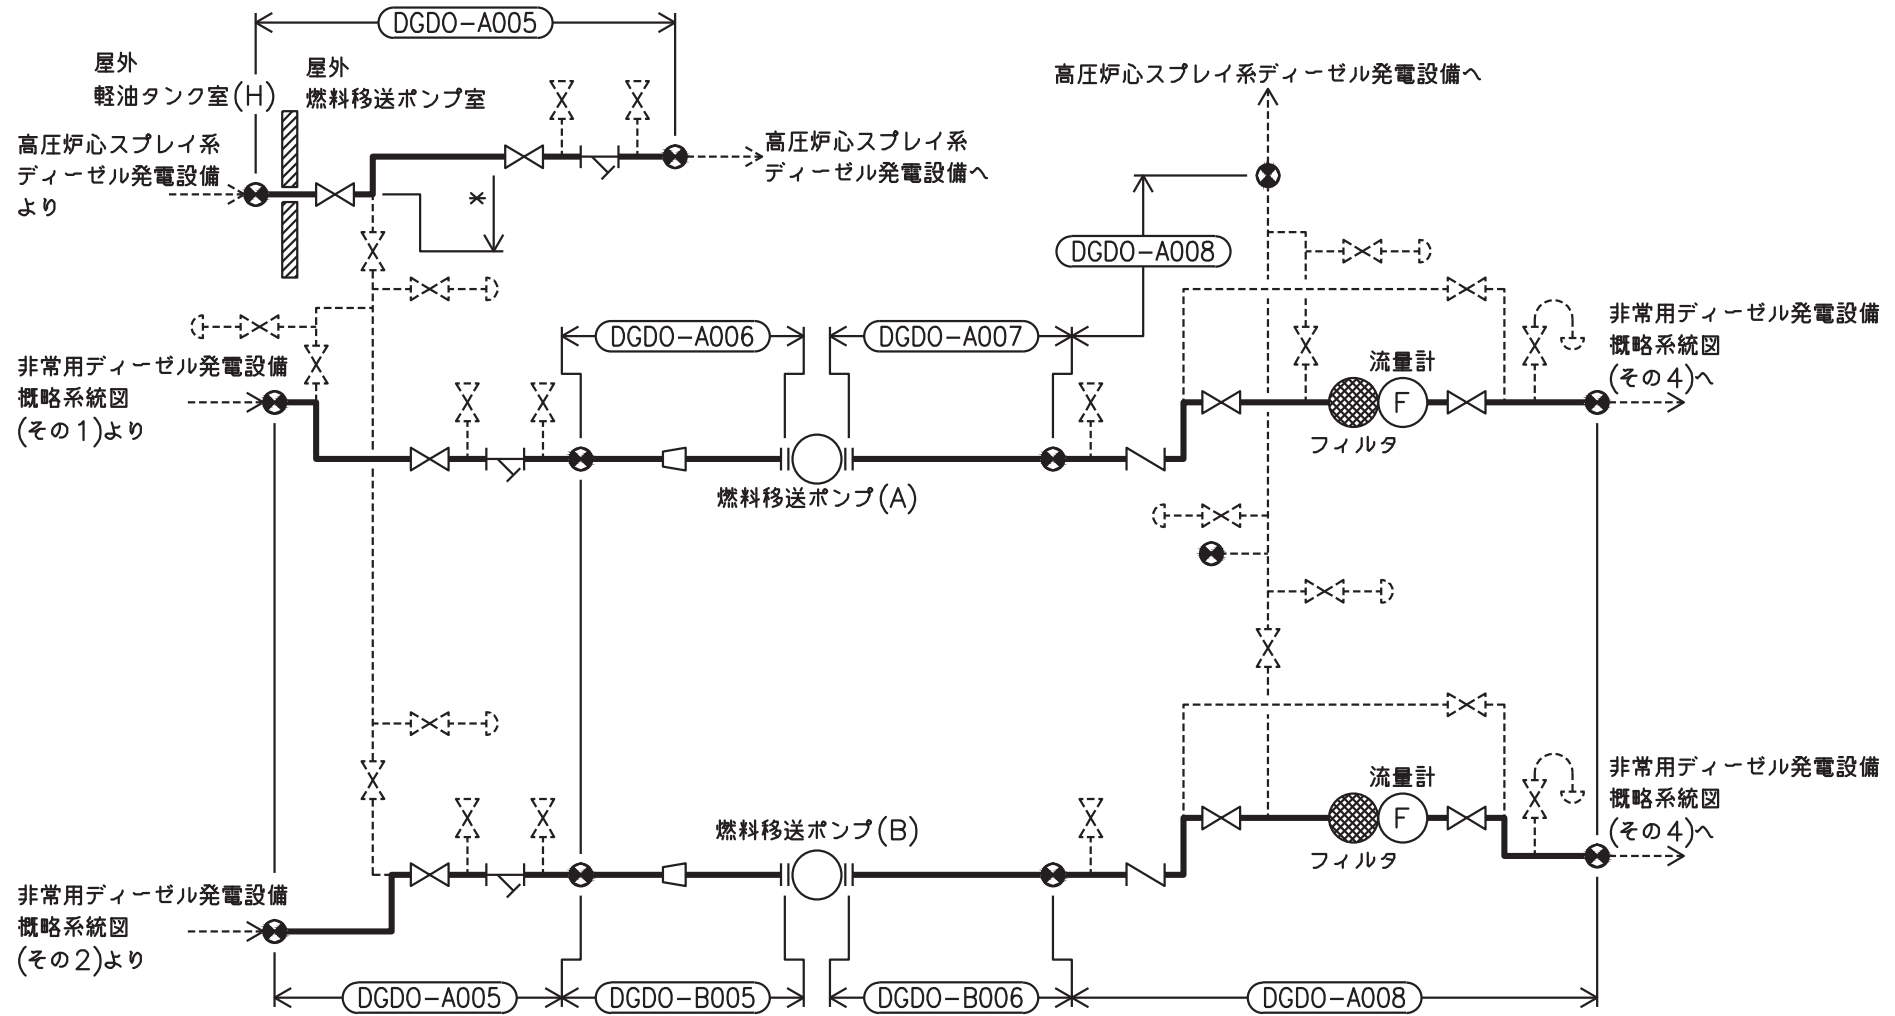 DGDO-A005
屋外
軽油タンク室(H)
屋外
燃料移送ポンプ室
高圧炉心スプレイ系
ディーゼル発電設備
より
高圧炉心スプレイ系
ディーゼル発電設備へ
*
高圧炉心スプレイ系ディーゼル発電設備へ
DGDO-A008
DGDO-A006
DGDO-A007
非常用ディーゼル発電設備
概略系統図
(その1)より
流量計
F
フィルタ
非常用ディーゼル発電設備
概略系統図
(その4)へ
燃料移送ポンプ(A)
燃料移送ポンプ(B)
流量計
F
フィルタ
非常用ディーゼル発電設備
概略系統図
(その4)へ
非常用ディーゼル発電設備
概略系統図
(その2)より
DGDO-A005
DGDO-B005
DGDO-B006
DGDO-A008